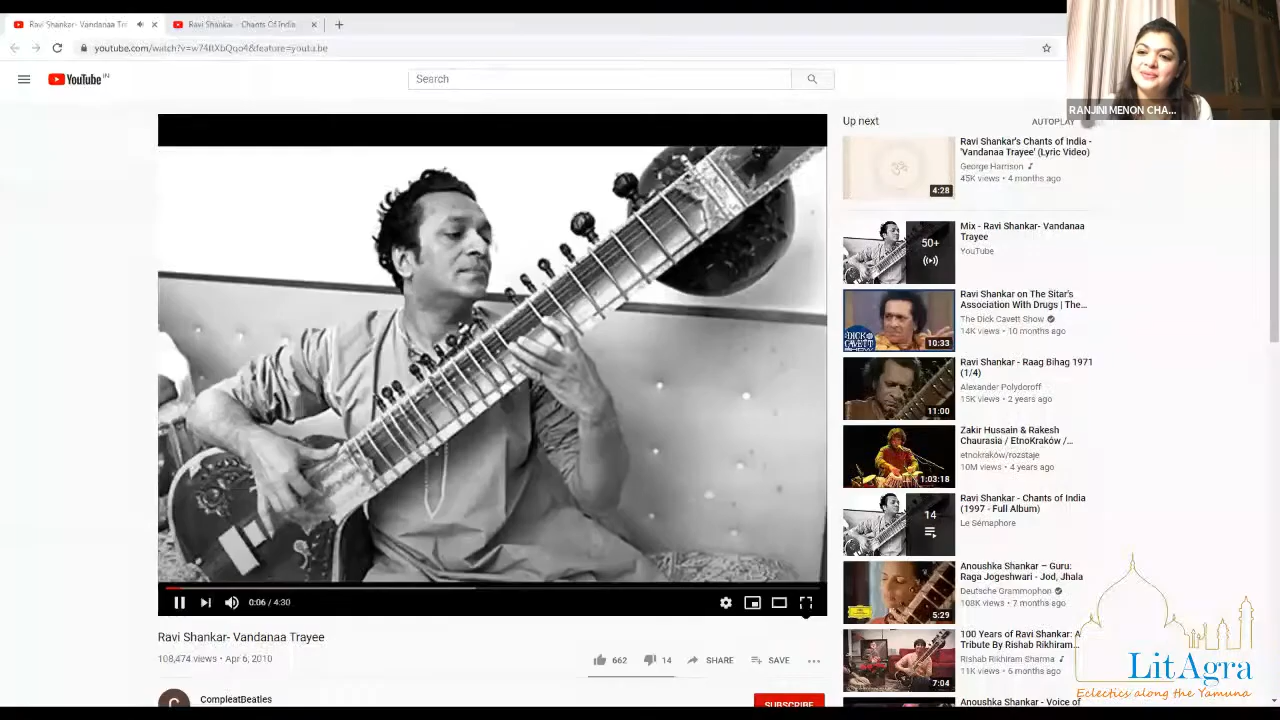 Ravi Shankar- Vandanaa Tra
Ravi Shankar - Chants Of India
youtube.com/watch?v=w74BXbQqo4&feature=youtu.be
YouTube IN
Search
RANJINI MENON CHA...
Up next
AUTOPLAY
Ravi Shankar's Chants of India -
'Vandanaa Trayee' (Lyric Video)
George Harrison
45K views • 4 months ago
4:28
Mix - Ravi Shankar- Vandanaa
Trayee
YouTube
50+
Ravi Shankar on The Sitar's
Association With Drugs | The...
The Dick Cavett Show
14K views • 10 months ago
DICK
CAVETT
SHOW
10:33
Ravi Shankar - Raag Bihag 1971
(1/4)
Alexander Polydoroff
15K views • 2 years ago
11:00
Zakir Hussain & Rakesh
Chaurasia / EtnoKraków /...
etnokraków/rozstaje
10M views • 4 years ago
1:03:18
Ravi Shankar - Chants of India
(1997 - Full Album)
Le Sémaphore
14
Anoushka Shankar – Guru:
Raga Jogeshwari - Jod, Jhala
Deutsche Grammophon
108K views • 7 months ago
5:29
100 Years of Ravi Shankar: A
Tribute By Rishab Rikhiram...
Rishab Rikhiram Sharma
11K views • 6 months ago
7:04
Anoushka Shankar - Voice of
0:06 / 4:30
Ravi Shankar- Vandanaa Trayee
108,474 views • Apr 6, 2010
662
14
SHARE
SAVE
C
CompleatBeatles
SUBSCRIBE
LitAgra
Eclectics along the Yamuna